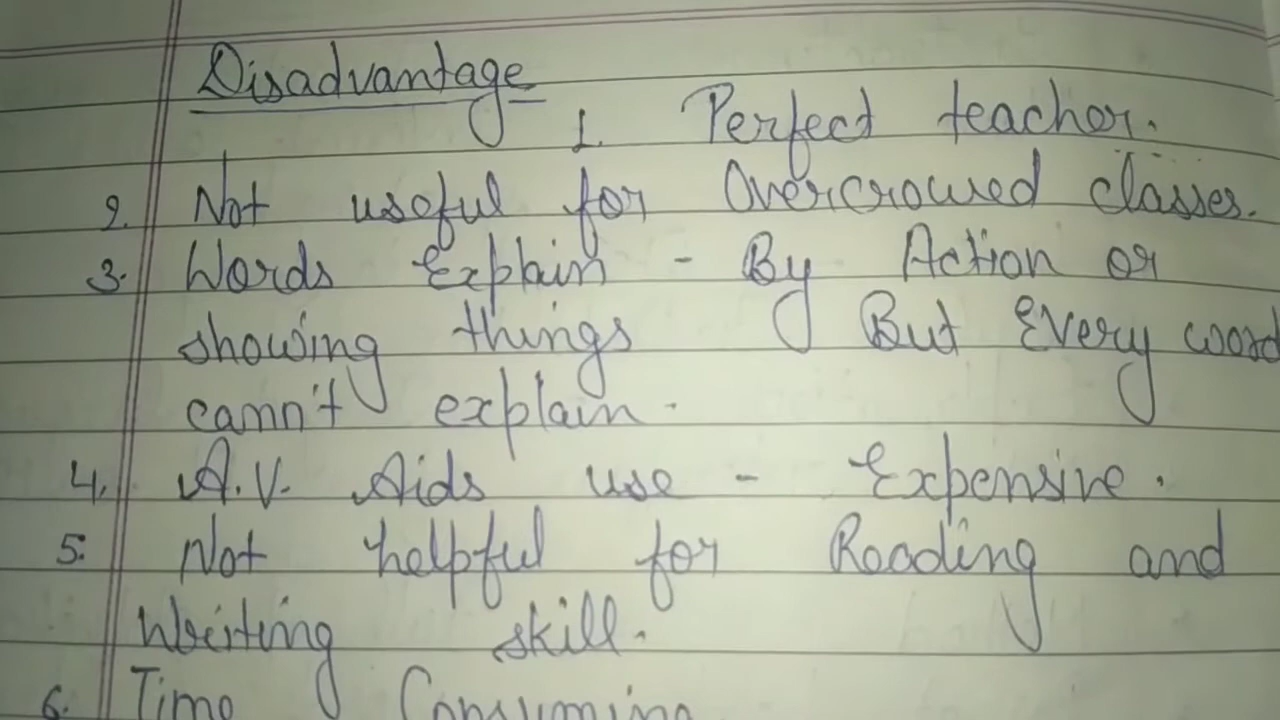 Disadvantage
1. Perfect teacher.
2. Not useful for Overcrowed classes.
3. Words Explain - By Action or
showing things But Every word
cann't explain.
4. A.V. Aids use - Expensive.
5. Not helpful for Reading and
Writing skill.
6. Time Consuming